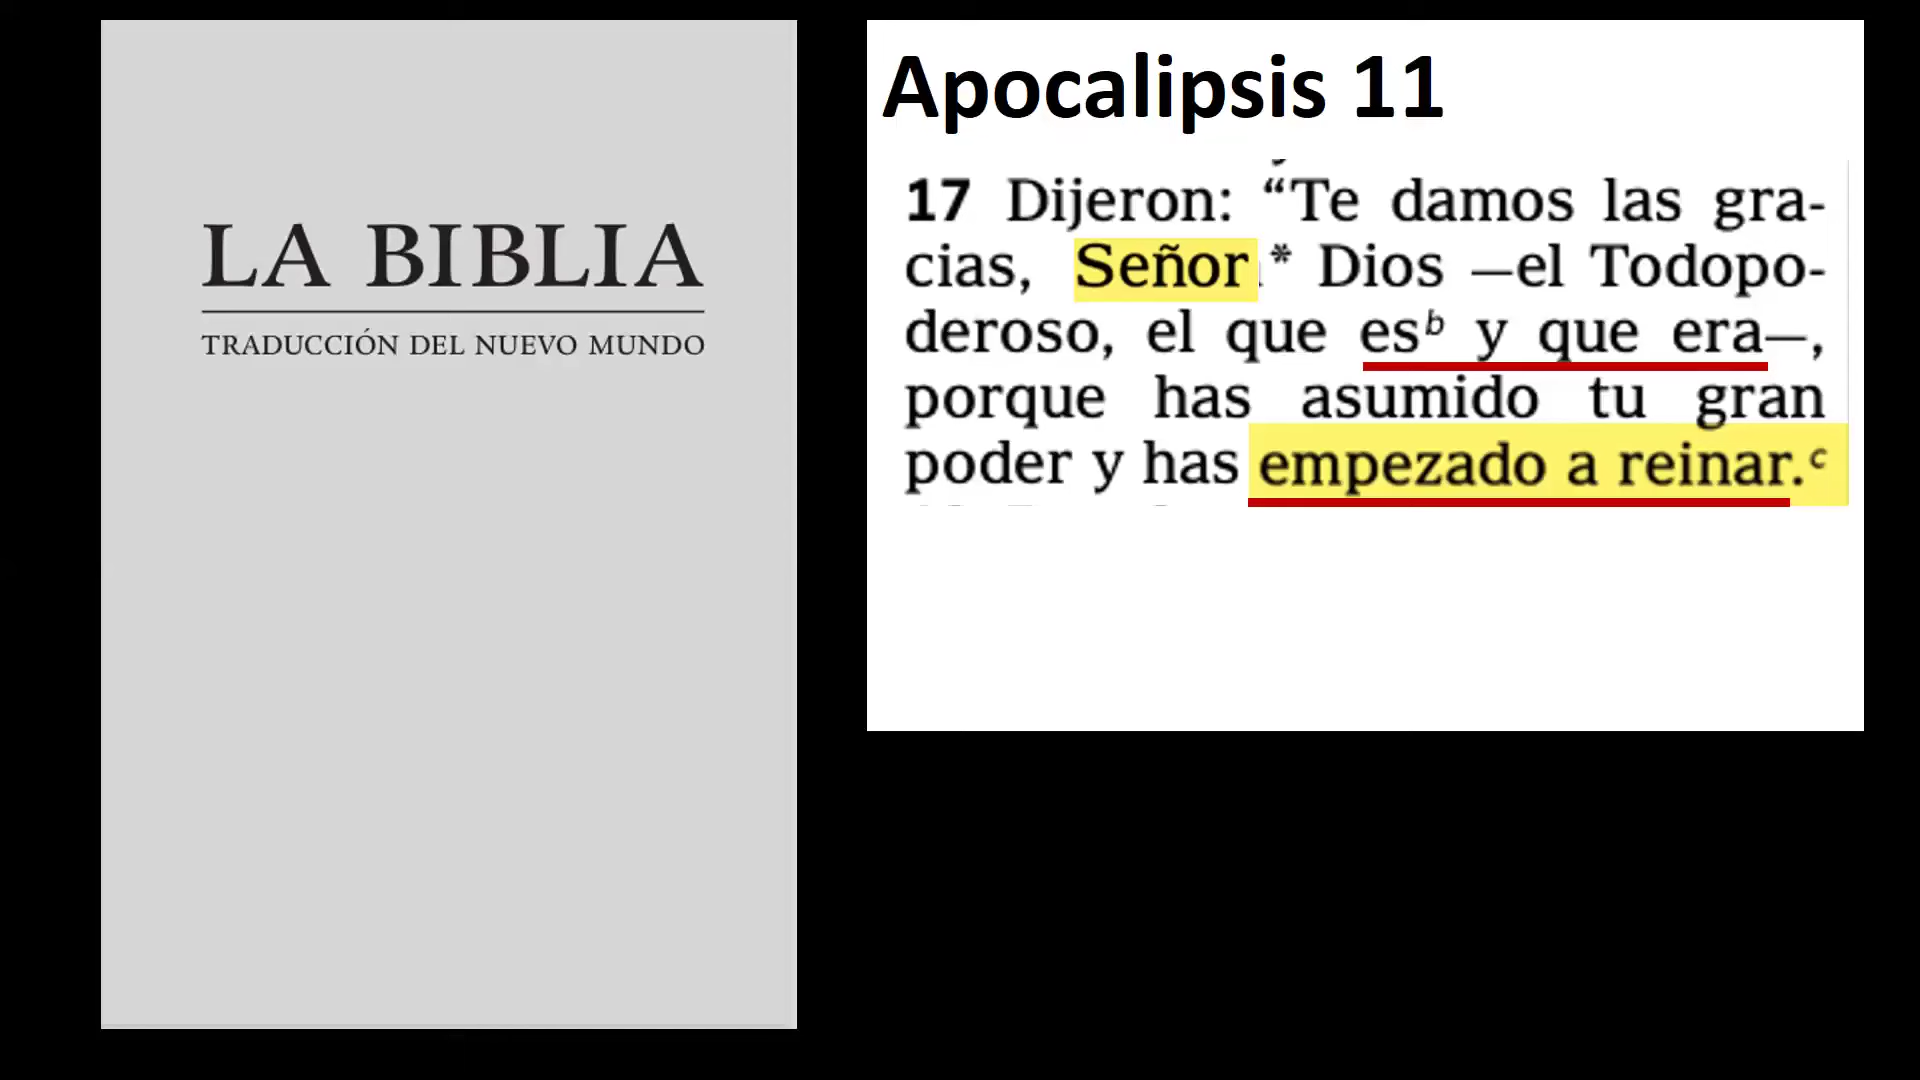 LA BIBLIA
TRADUCCIÓN DEL NUEVO MUNDO
Apocalipsis 11
17 Dijeron: “Te damos las gra-
cias, Señor* Dios —el Todopo-
deroso, el que esᵇ y que era—,
porque has asumido tu gran
poder y has empezado a reinar.ᶜ